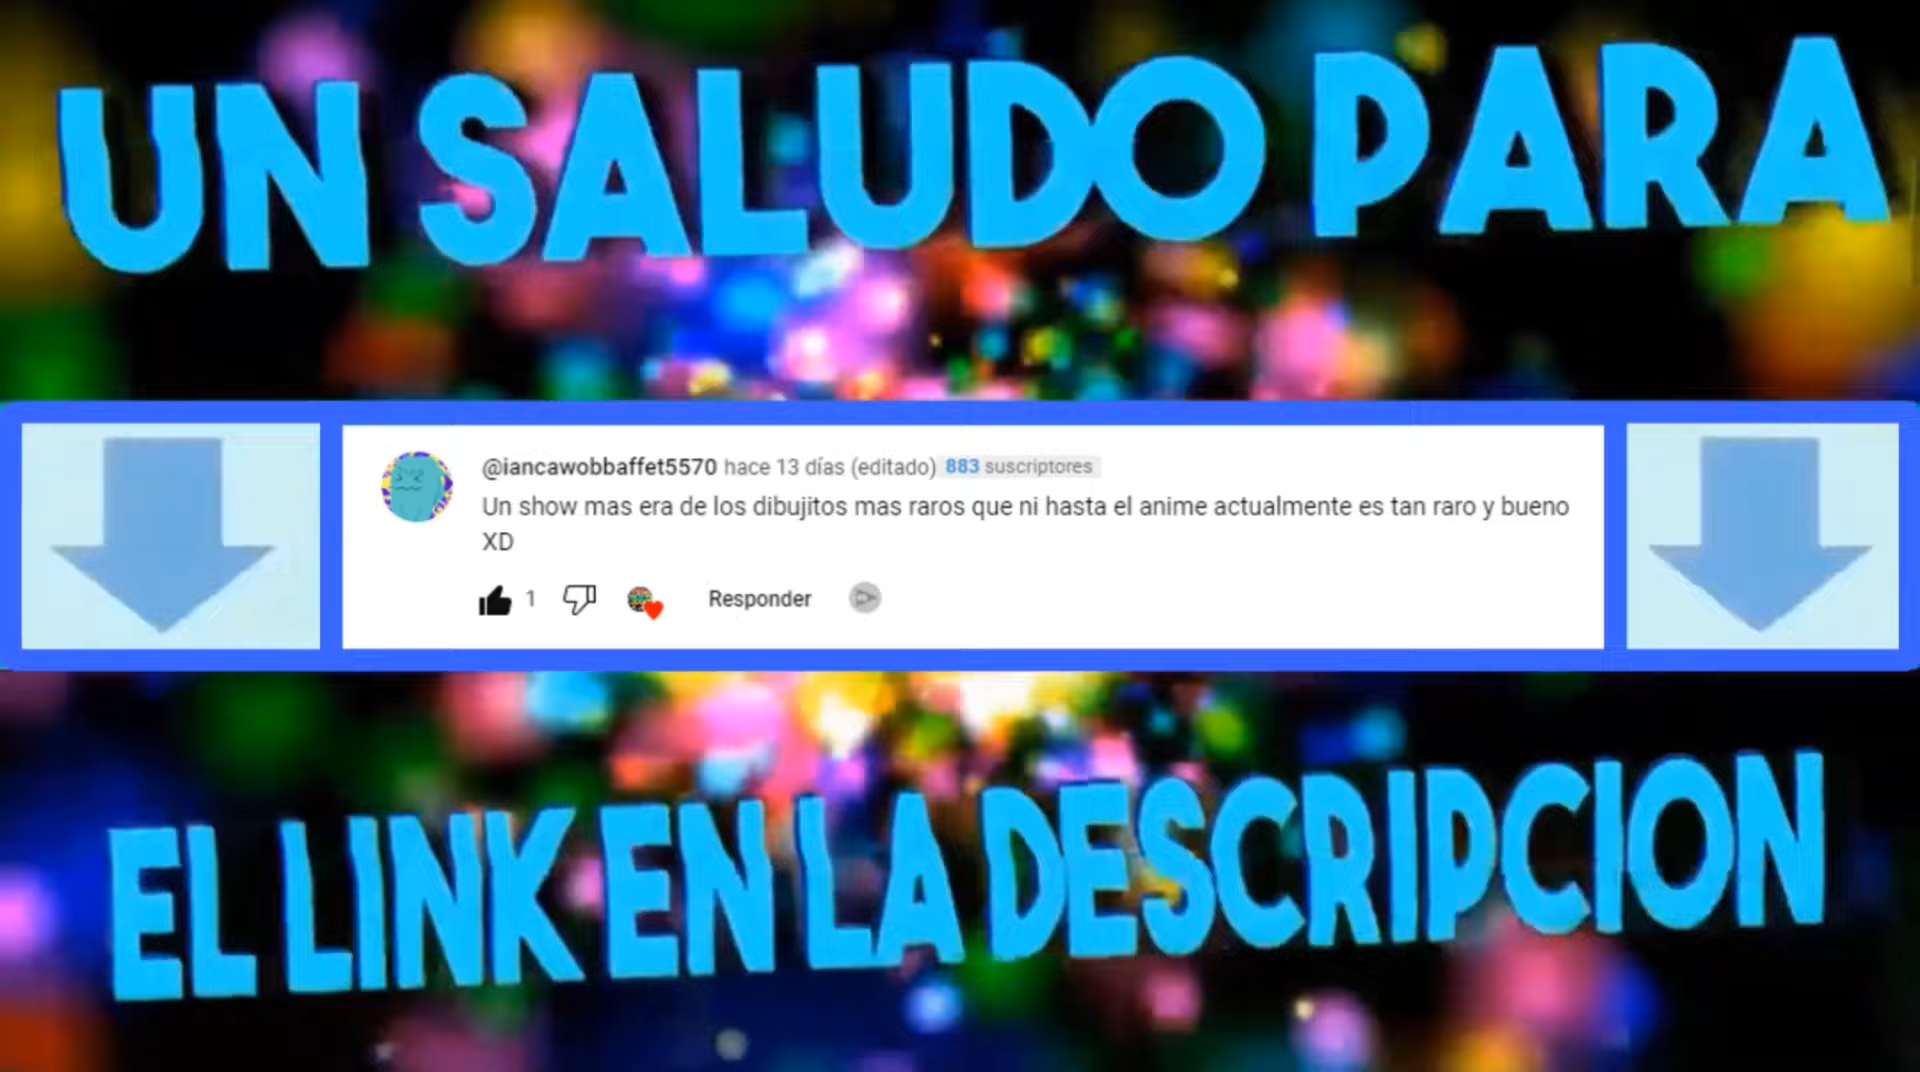 UN SALUDO PARA
@iancawobbaffet5570 hace 13 días (editado) 883 suscriptores
Un show mas era de los dibujitos mas raros que ni hasta el anime actualmente es tan raro y bueno
XD
1 Responder
EL LINK EN LA DESCRIPCION